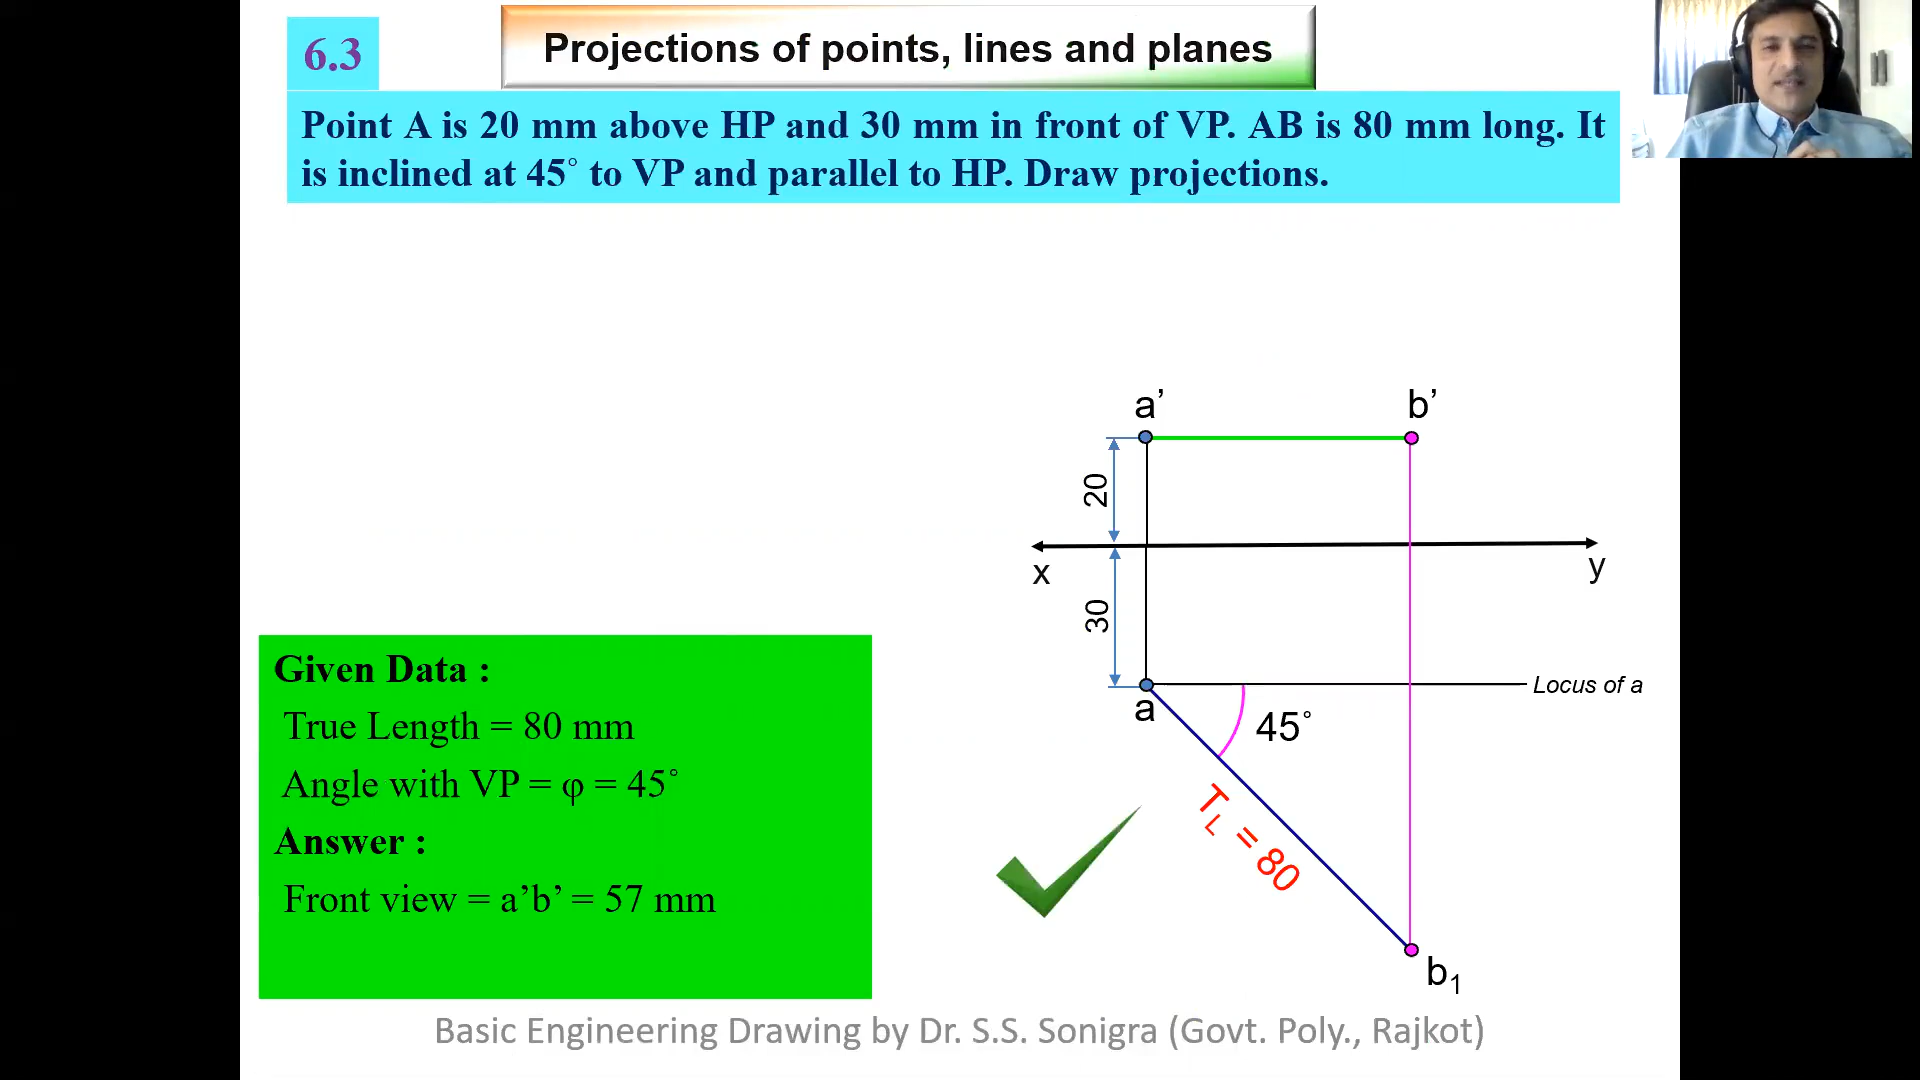 6.3
Projections of points, lines and planes
Point A is 20 mm above HP and 30 mm in front of VP. AB is 80 mm long. It
is inclined at 45˚ to VP and parallel to HP. Draw projections.
a’
b’
20
x
y
30
Locus of a
a
45˚
T_L = 80
b₁
Given Data :
True Length = 80 mm
Angle with VP = φ = 45˚
Answer :
Front view = a’b’ = 57 mm
Basic Engineering Drawing by Dr. S.S. Sonigra (Govt. Poly., Rajkot)